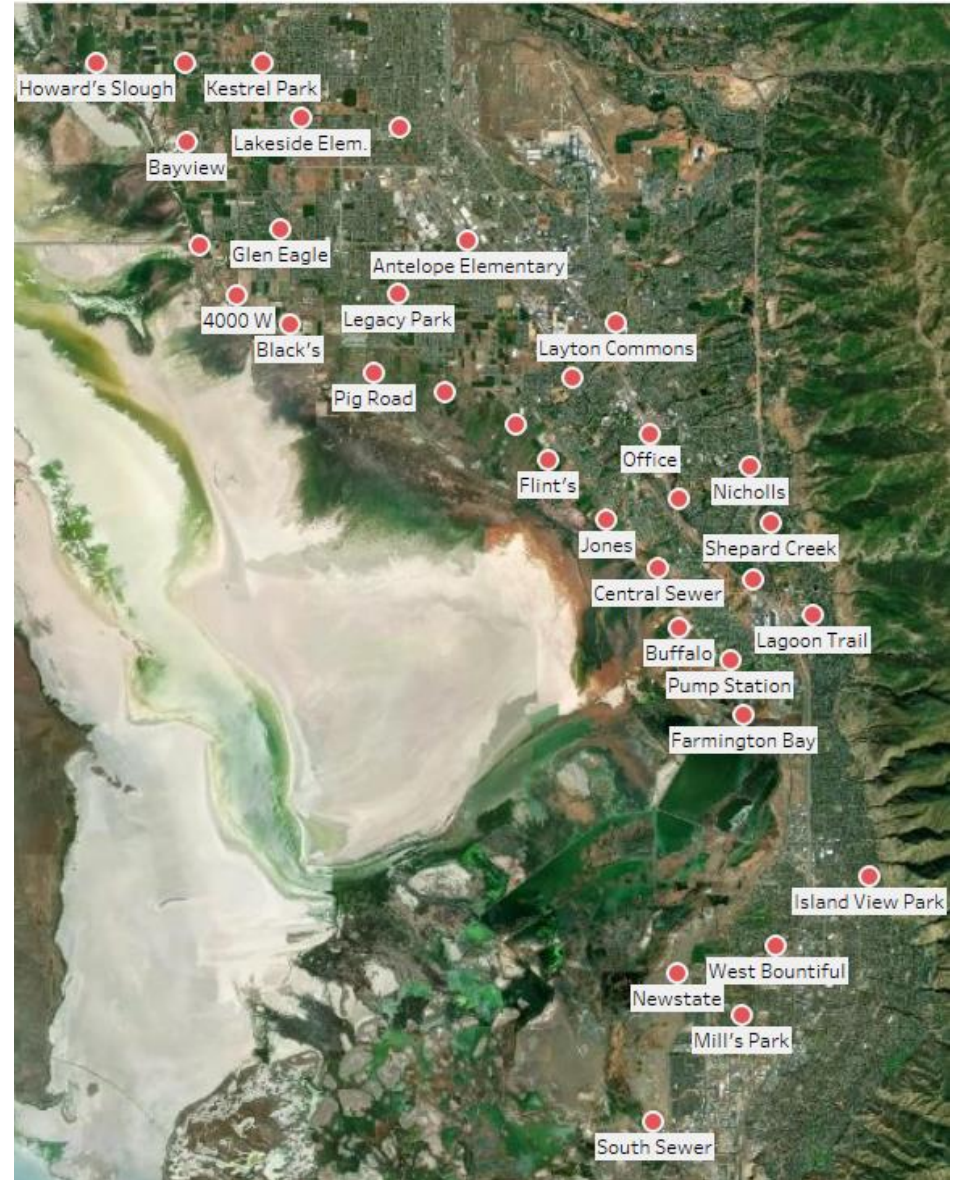 Howard's Slough
Kestrel Park
Lakeside Elem.
Bayview
Glen Eagle
Antelope Elementary
4000 W
Legacy Park
Black's
Layton Commons
Pig Road
Office
Flint's
Nicholls
Jones
Shepard Creek
Central Sewer
Lagoon Trail
Buffalo
Pump Station
Farmington Bay
Island View Park
West Bountiful
Newstate
Mill's Park
South Sewer